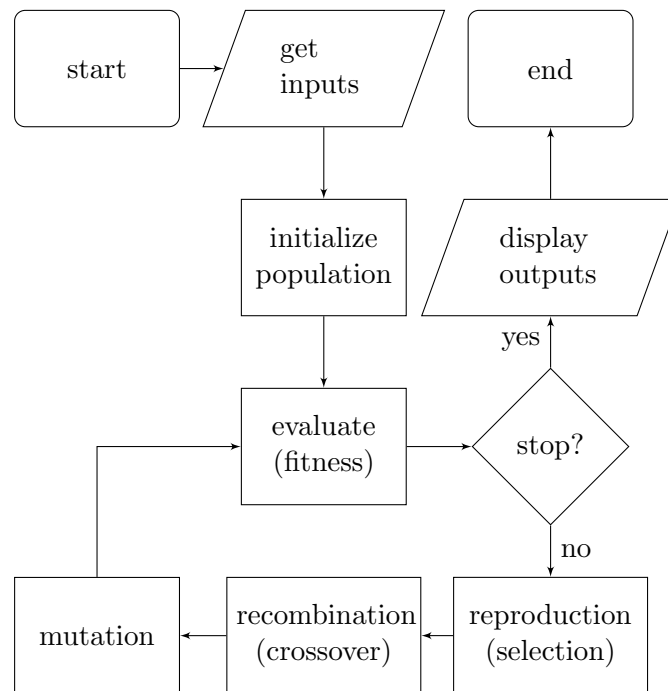 start
get
inputs
end
initialize
population
display
outputs
yes
evaluate
(fitness)
stop?
no
mutation
recombination
(crossover)
reproduction
(selection)